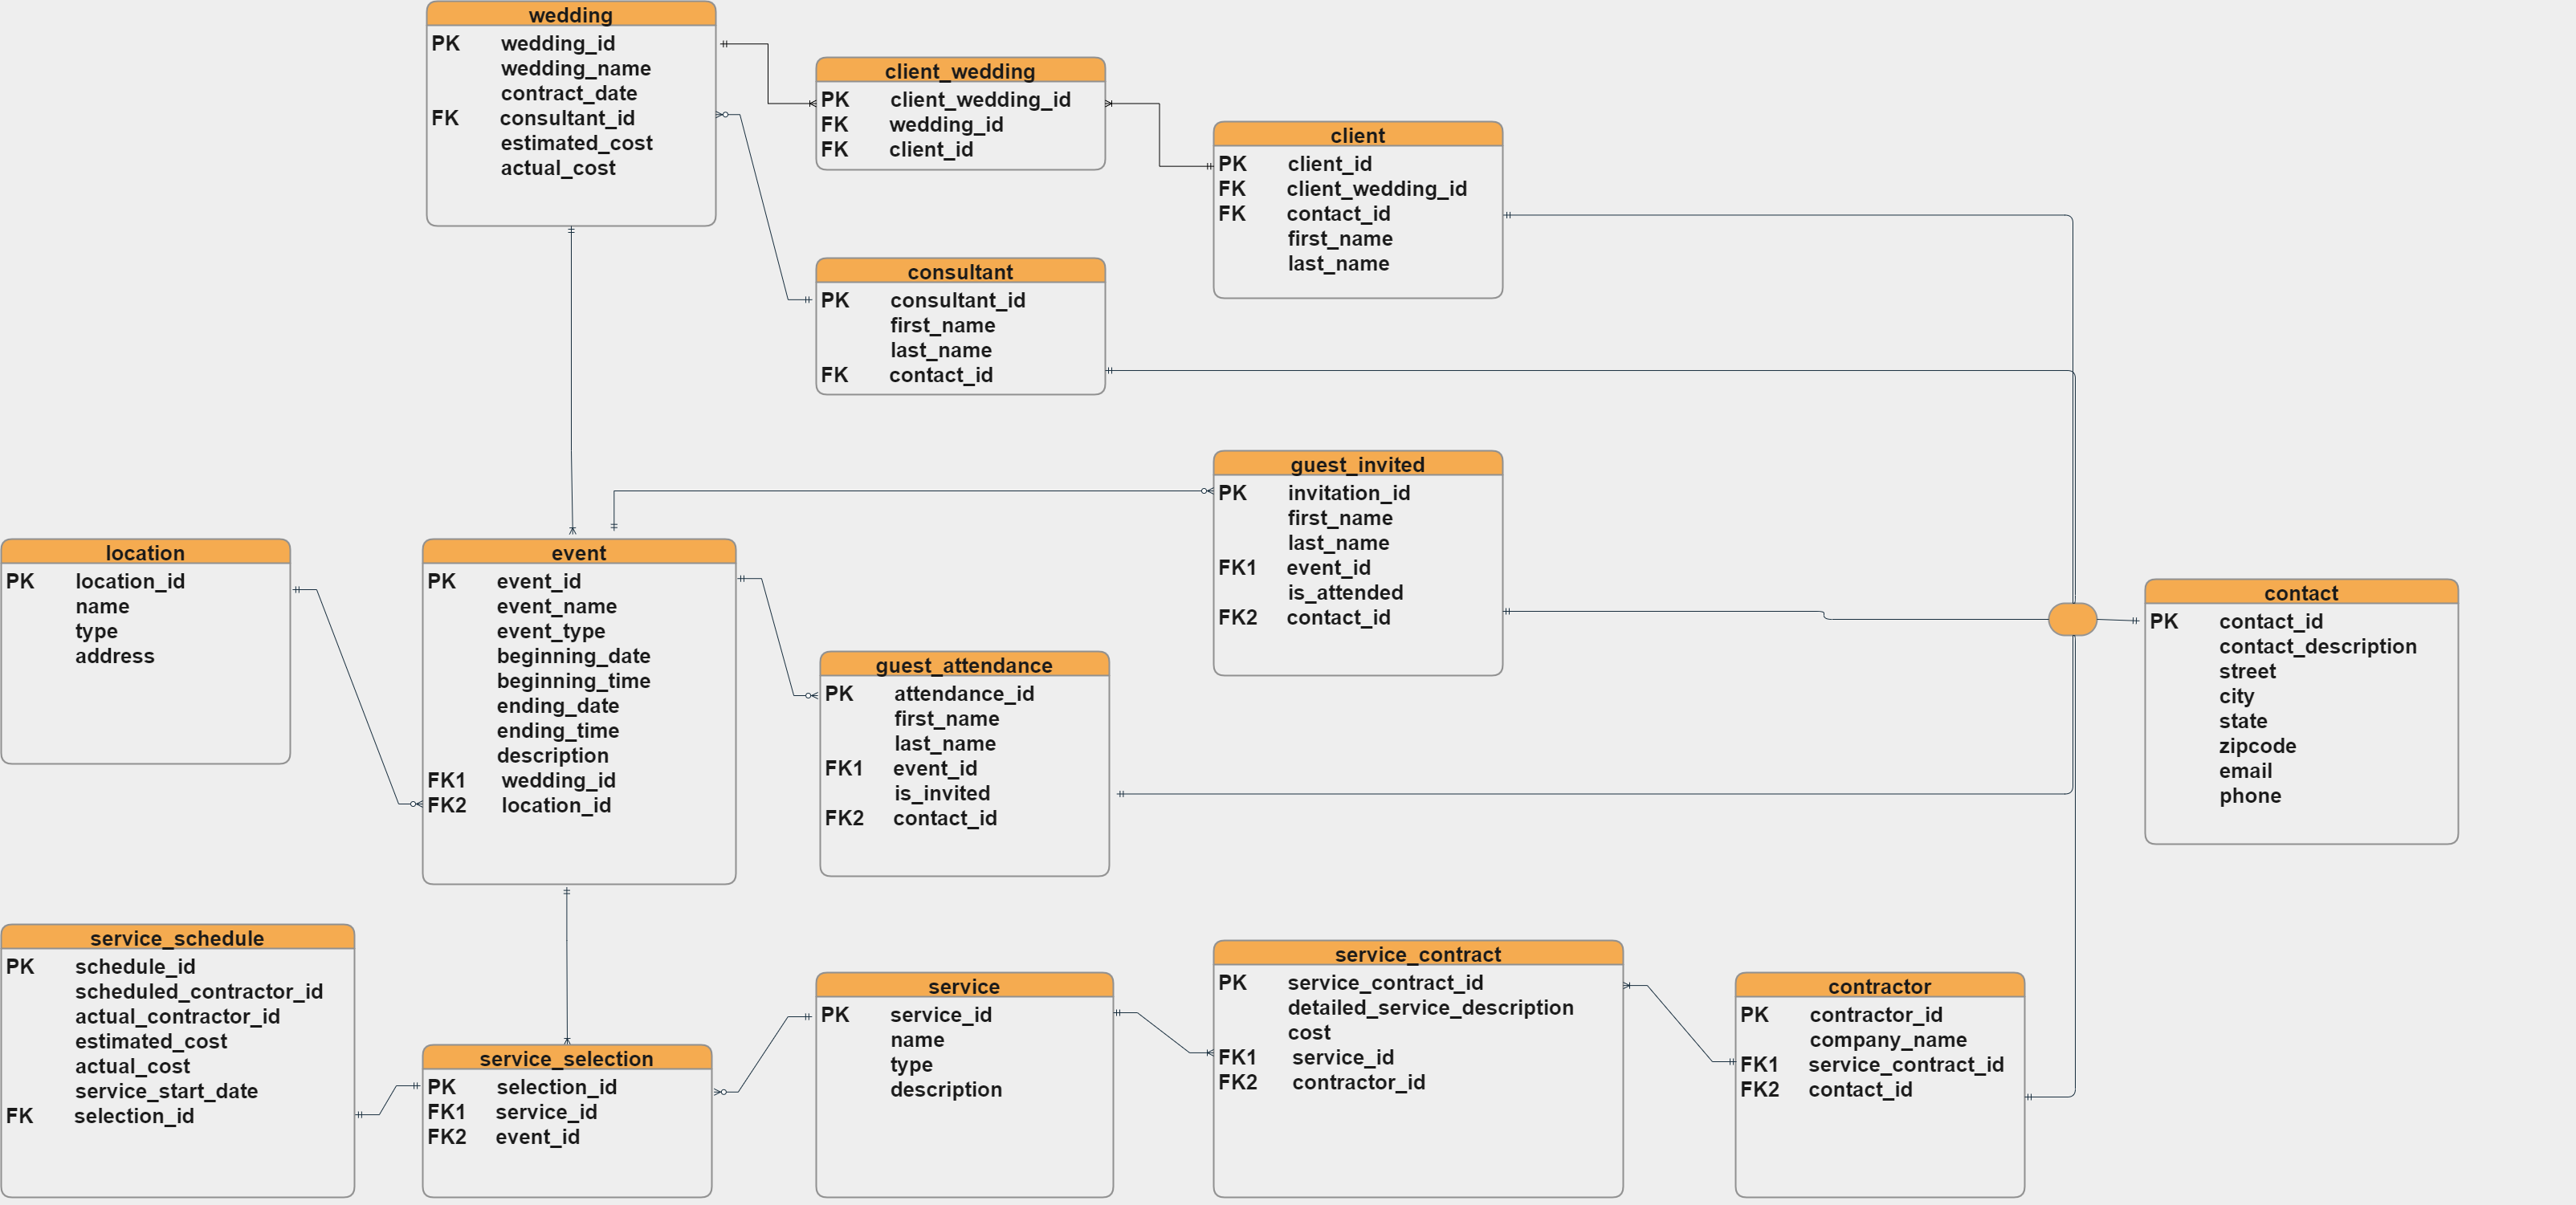 wedding
PK wedding_id
wedding_name
contract_date
FK consultant_id
estimated_cost
actual_cost
client_wedding
PK client_wedding_id
FK wedding_id
FK client_id
client
PK client_id
FK client_wedding_id
FK contact_id
first_name
last_name
consultant
PK consultant_id
first_name
last_name
FK contact_id
guest_invited
PK invitation_id
first_name
last_name
FK1 event_id
is_attended
FK2 contact_id
location
PK location_id
name
type
address
event
PK event_id
event_name
event_type
beginning_date
beginning_time
ending_date
ending_time
description
FK1 wedding_id
FK2 location_id
guest_attendance
PK attendance_id
first_name
last_name
FK1 event_id
is_invited
FK2 contact_id
contact
PK contact_id
contact_description
street
city
state
zipcode
email
phone
service_schedule
PK schedule_id
scheduled_contractor_id
actual_contractor_id
estimated_cost
actual_cost
service_start_date
FK selection_id
service_selection
PK selection_id
FK1 service_id
FK2 event_id
service
PK service_id
name
type
description
service_contract
PK service_contract_id
detailed_service_description
cost
FK1 service_id
FK2 contractor_id
contractor
PK contractor_id
company_name
FK1 service_contract_id
FK2 contact_id